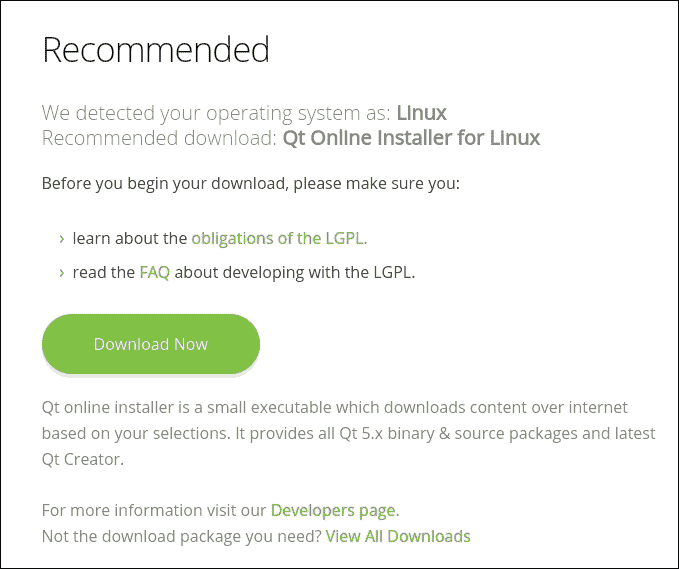 Recommended
We detected your operating system as: Linux
Recommended download: Qt Online Installer for Linux
Before you begin your download, please make sure you:
› learn about the obligations of the LGPL.
› read the FAQ about developing with the LGPL.
Download Now
Qt online installer is a small executable which downloads content over internet
based on your selections. It provides all Qt 5.x binary & source packages and latest
Qt Creator.
For more information visit our Developers page.
Not the download package you need? View All Downloads